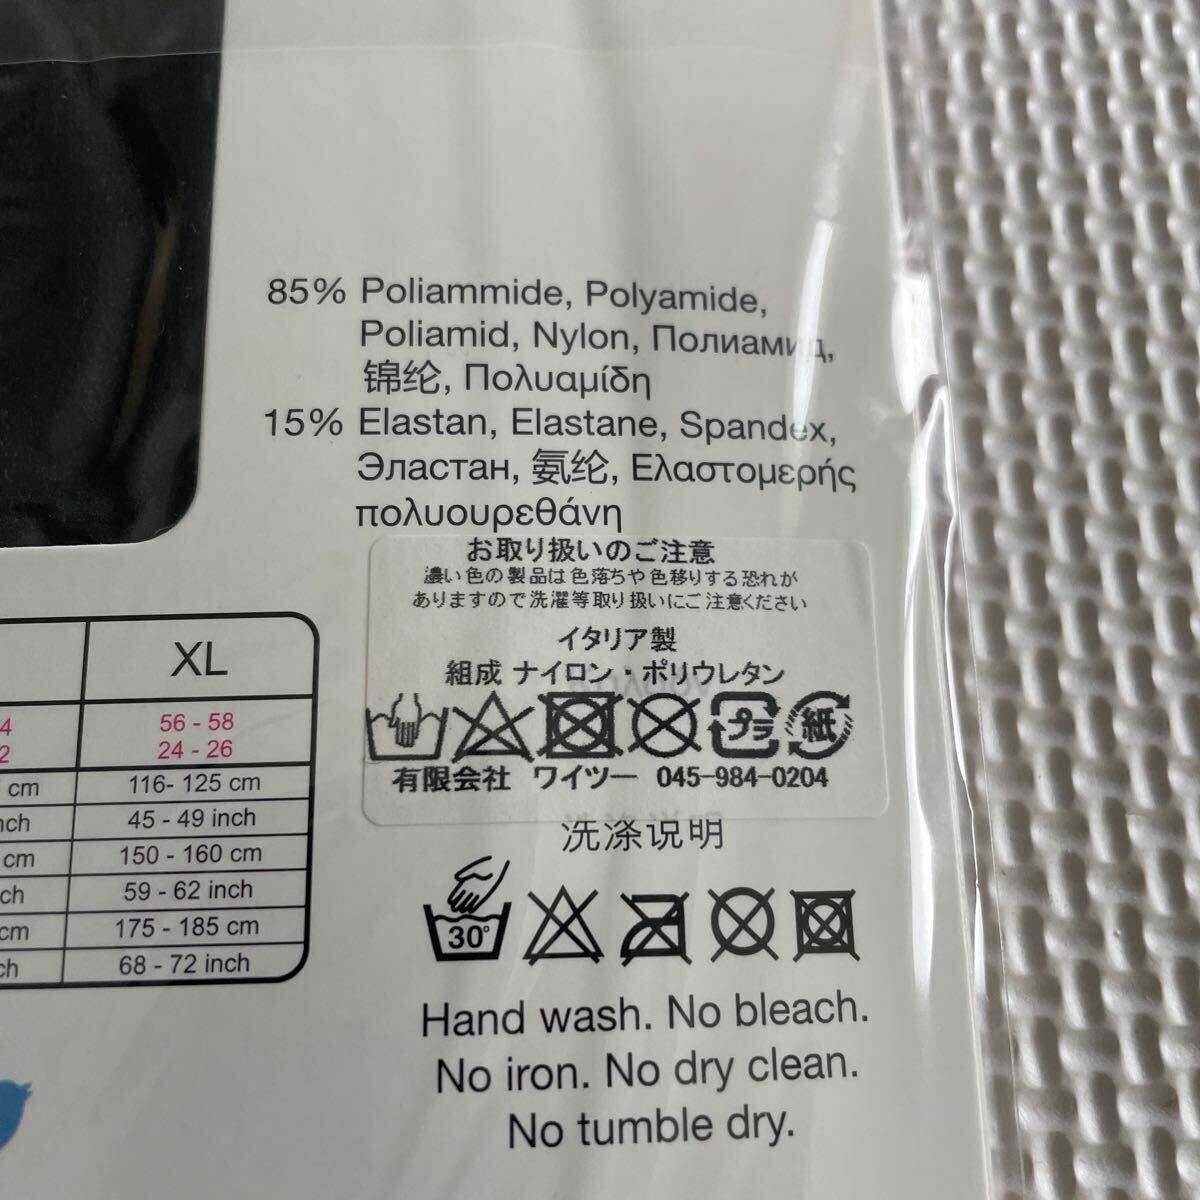 85% Poliammide, Polyamide,
Poliamid, Nylon, Полиамид,
锦纶, Πολυαμίδη
15% Elastan, Elastane, Spandex,
Эластан, 氨纶, Ελαστομερής
πολυουρεθάνη
お取り扱いのご注意
濃い色の製品は色落ちや色移りする恐れが
ありますので洗濯等取り扱いにご注意ください
イタリア製
組成 ナイロン・ポリウレタン
プラ 紙
有限会社 ワイツー 045-984-0204
洗涤说明
30°
Hand wash. No bleach.
No iron. No dry clean.
No tumble dry.
XL
4 56 - 58
2 24 - 26
cm 116- 125 cm
nch 45 - 49 inch
cm 150 - 160 cm
ch 59 - 62 inch
cm 175 - 185 cm
ch 68 - 72 inch